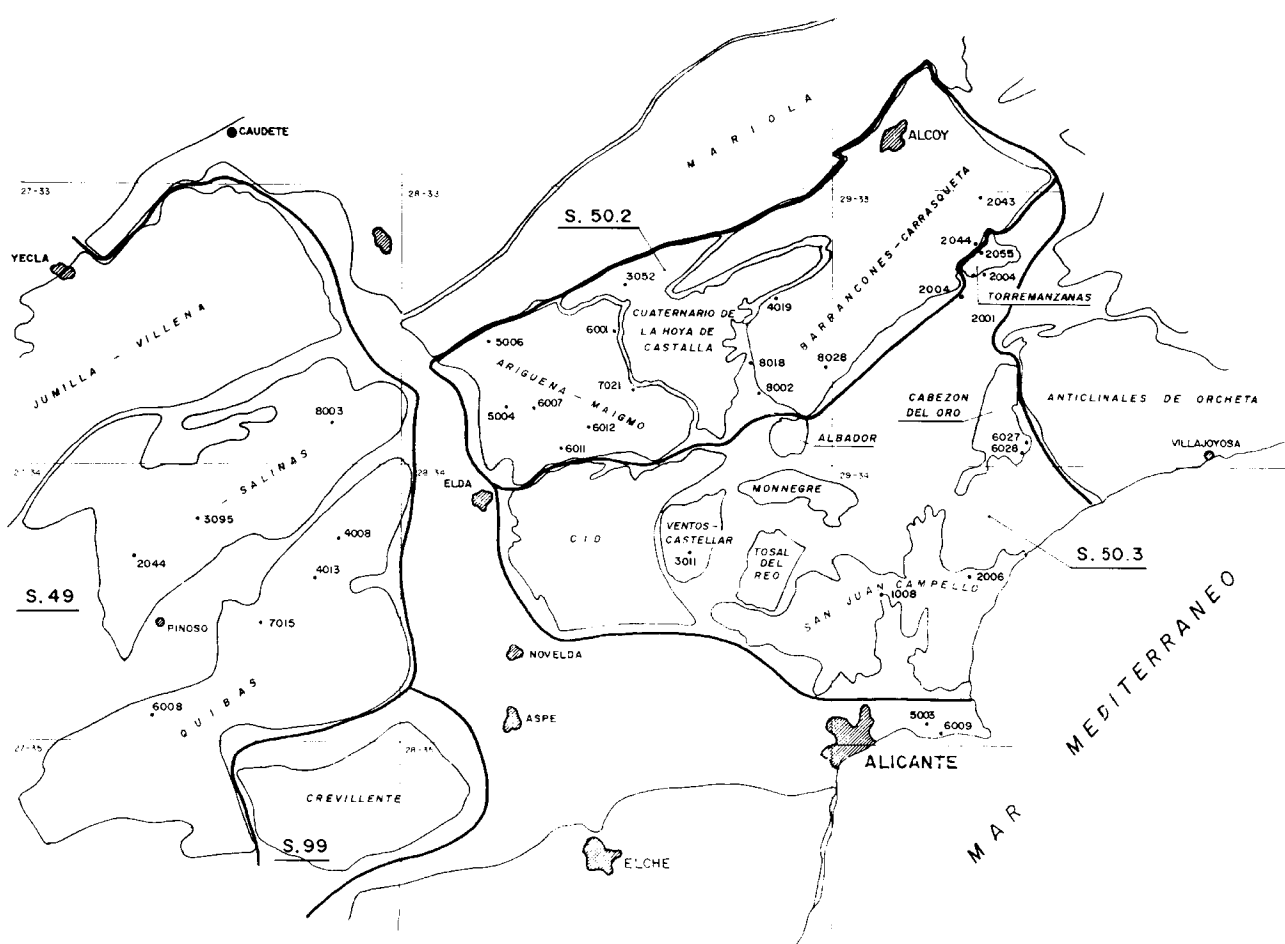 CAUDETE
MARIOLA
ALCOY
27-33
28-33
29-33
2043
S. 50.2
YECLA
2044
2055
3052
2004
BARRANCONES-CARRASQUETA
TORREMANZANAS
2004
4019
CUATERNARIO DE
LA HOYA DE
CASTALLA
6001
2001
JUMILLA - VILLENA
5006
8018
8028
ARIGUENA - MAIGMO
7021
8002
5004
6007
CABEZON
DEL ORO
ANTICLINALES DE ORCHETA
8003
6012
ALBADOR
6027
6028
VILLAJOYOSA
6011
27-34
28-34
29-34
ELDA
- SALINAS
MONNEGRE
3095
VENTOS-
CASTELLAR
3011
4008
CID
TOSAL
DEL
REO
S. 50.3
2044
4013
2006
SAN JUAN CAMPELLO
1008
S. 49
PINOSO
7015
NOVELDA
QUIBAS
6008
ASPE
5003
6009
27-35
28-35
ALICANTE
MAR MEDITERRANEO
CREVILLENTE
S. 99
ELCHE